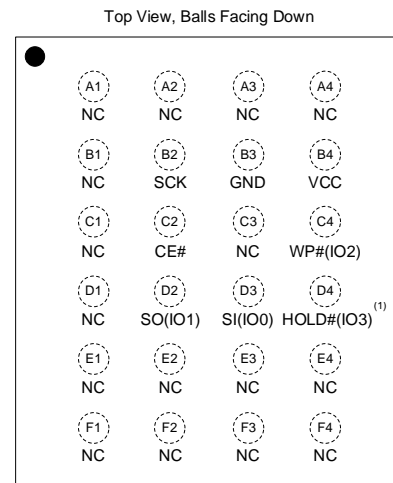 Top View, Balls Facing Down
A1 A2 A3 A4
NC NC NC NC
B1 B2 B3 B4
NC SCK GND VCC
C1 C2 C3 C4
NC CE# NC WP#(IO2)
D1 D2 D3 D4
NC SO(IO1) SI(IO0) HOLD#(IO3) (1)
E1 E2 E3 E4
NC NC NC NC
F1 F2 F3 F4
NC NC NC NC